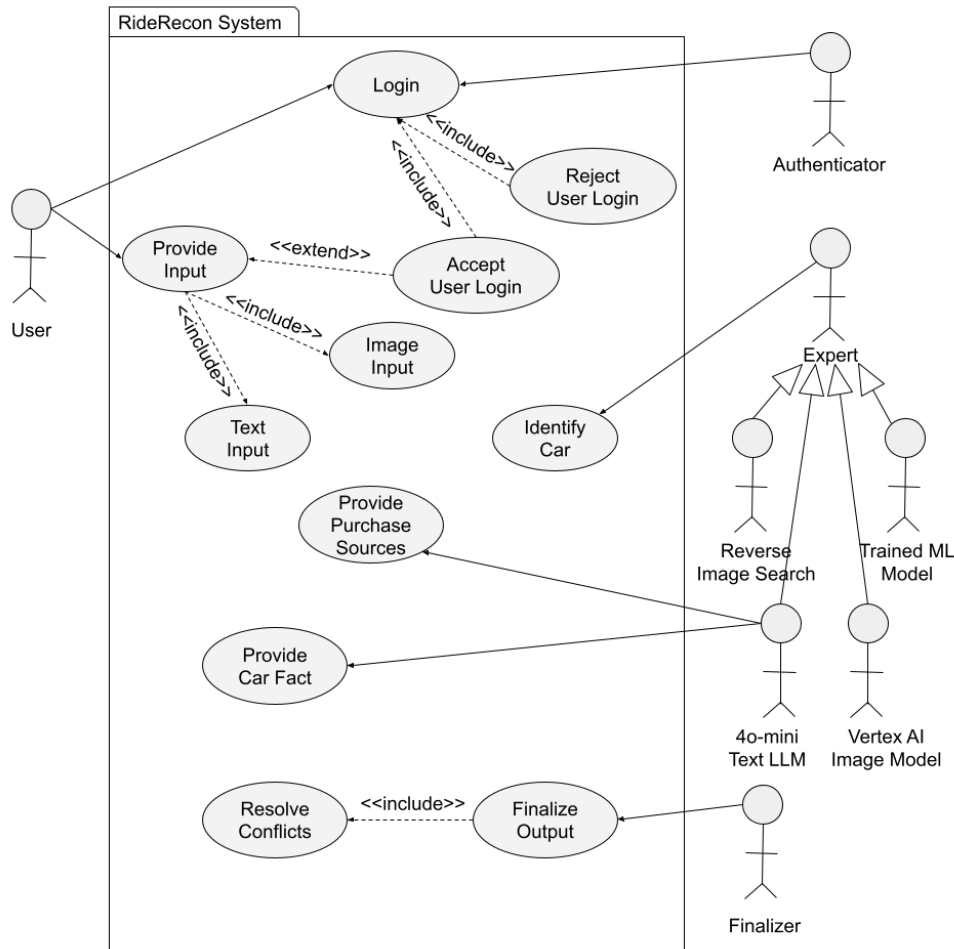 RideRecon System
Login
<<include>>
<<include>>
Reject
User Login
Authenticator
Provide
Input
<<extend>>
Accept
User Login
User
<<include>>
<<include>>
Image
Input
Expert
Text
Input
Identify
Car
Provide
Purchase
Sources
Reverse
Image Search
Trained ML
Model
Provide
Car Fact
4o-mini
Text LLM
Vertex AI
Image Model
Resolve
Conflicts
<<include>>
Finalize
Output
Finalizer